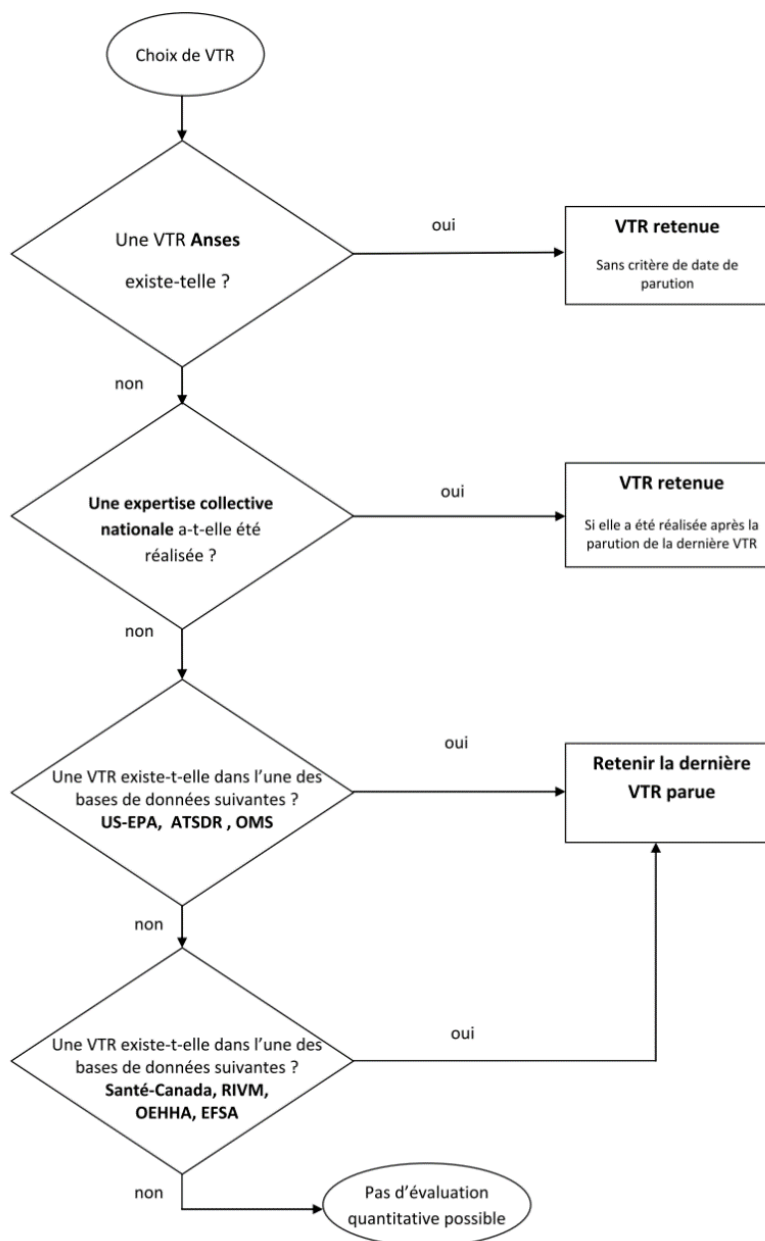 Choix de VTR
Une VTR Anses
existe-telle ?
oui
VTR retenue
Sans critère de date de
parution
non
Une expertise collective
nationale a-t-elle été
réalisée ?
oui
VTR retenue
Si elle a été réalisée après la
parution de la dernière VTR
non
Une VTR existe-t-elle dans l’une des
bases de données suivantes ?
US-EPA, ATSDR , OMS
oui
Retenir la dernière
VTR parue
non
Une VTR existe-t-elle dans l’une des
bases de données suivantes ?
Santé-Canada, RIVM,
OEHHA, EFSA
oui
non
Pas d’évaluation
quantitative possible